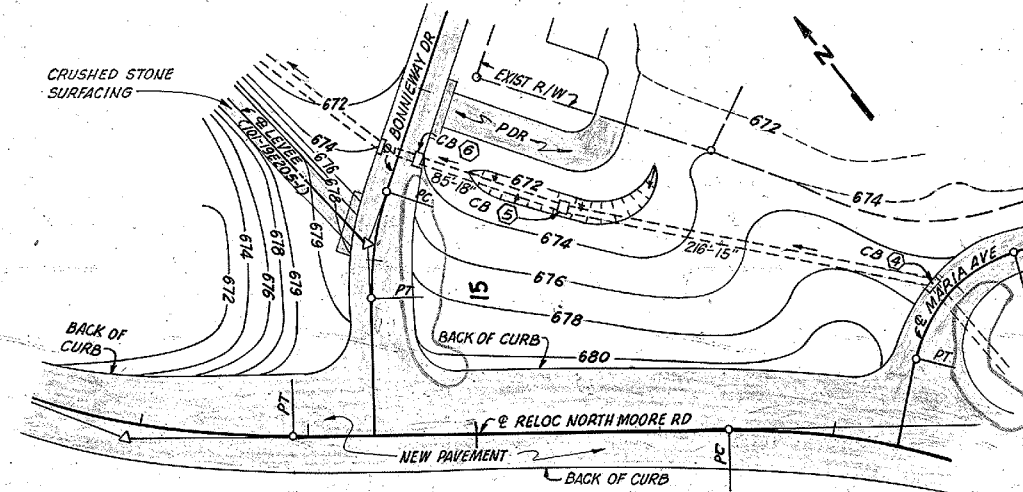 CRUSHED STONE
SURFACING
BONNIEWAY DR
EXIST R/W
PDR
N
672
672
674
676
678
℄ LEVEE
CB 6
85'-18"
672
CB 5
PC
674
672
674
216'-15"
CB 4
℄ MARIA AVE
672
674
676
678
679
679
PT
15
676
678
680
BACK OF
CURB
BACK OF CURB
PT
PT
℄ RELOC NORTH MOORE RD
NEW PAVEMENT
PC
BACK OF CURB